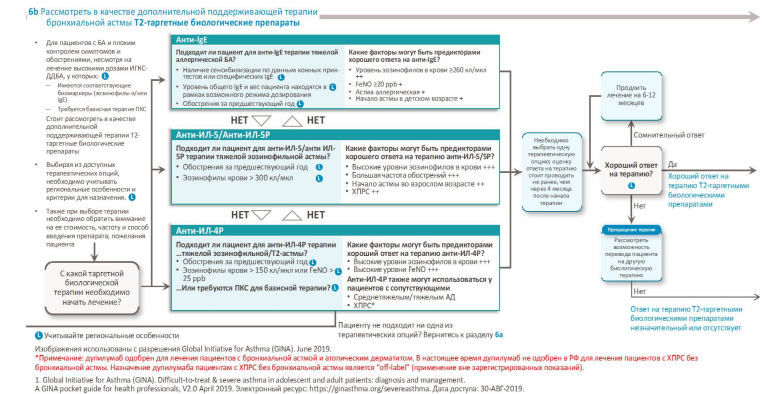 6b Рассмотреть в качестве дополнительной поддерживающей терапии
бронхиальной астмы Т2-таргетные биологические препараты
• Для пациентов с БА и плохим
контролем симптомов и
обострениями, несмотря на
лечение высокими дозами ИГКС-
ДДБА, у которых:
– Имеются соответствующие
биомаркеры (эозинофилы и/или
IgE)
– Требуется базисная терапия ПКС
Стоит рассмотреть в качестве
дополнительной
поддерживающей терапии Т2-
таргетные биологические
препараты
• Выбирая из доступных
терапевтических опций,
необходимо учитывать
региональные особенности и
критерии для назначения.
• Также при выборе терапии
необходимо обратить внимание
на ее стоимость, частоту и способ
введения препарата, пожелания
пациента
С какой таргетной
биологической
терапии необходимо
начать лечение?
Анти-IgE
Подходит ли пациент для анти-IgE терапии тяжелой
аллергической БА?
• Наличие сенсибилизации по данным кожных прик-
тестов или специфических IgE
• Уровень общего IgE и вес пациента находятся в
рамках возможного режима дозирования
• Обострения за предшествующий год
Какие факторы могут быть предикторами
хорошего ответа на анти-IgE?
• Уровень эозинофилов в крови ≥260 кл/мкл
++
• FeNO ≥20 ppb +
• Астма аллергическая +
• Начало астмы в детском возрасте +
НЕТ НЕТ
Анти-ИЛ-5/Анти-ИЛ-5Р
Подходит ли пациент для анти-ИЛ-5/анти ИЛ-
5Р терапии тяжелой эозинофильной астмы?
• Обострения за предшествующий год
• Эозинофилы крови > 300 кл/мкл
Какие факторы могут быть предикторами
хорошего ответа на терапию анти-ИЛ-5/5Р?
• Высокие уровни эозинофилов в крови +++
• Большая частота обострений +++
• Начало астмы во взрослом возрасте ++
• ХПРС ++
НЕТ НЕТ
Анти-ИЛ-4Р
Подходит ли пациент для анти-ИЛ-4Р терапии
...тяжелой эозинофильной/Т2-астмы?
• Обострения за предшествующий год
• Эозинофилы крови > 150 кл/мкл или FeNO >
25 ppb
...Или требуются ПКС для базисной терапии?
Какие факторы могут быть предикторами
хорошего ответа на терапию анти-ИЛ-4Р?
• Высокие уровни эозинофилов в крови +++
• Высокие уровни FeNO +++
Анти-ИЛ-4Р также могут использоваться у
пациентов с сопутствующими
• Среднетяжелым/тяжелым АД
• ХПРС*
Необходимо
выбрать одну
терапевтическую
опцию; оценку
ответа на терапию
стоит проводить
не ранее, чем
через 4 месяца
после начала
терапии
Продлить
лечение на 6-12
месяцев
Сомнительный ответ
Хороший ответ
на терапию?
Да
Хороший ответ на
терапию Т2-таргетными
биологическими
препаратами
Нет
Прекращение терапии
Рассмотреть
возможность
перевода пациента
на другую
биологическую
терапию
Нет
Ответ на терапию Т2-таргетными
биологическими препаратами
незначительный или отсутствует
Пациенту не подходит ни одна из
терапевтических опций? Вернитесь к разделу 6a
L Учитывайте региональные особенности
Изображения использованы с разрешения Global Initiative for Asthma (GINA). June 2019.
*Примечание: дупилумаб одобрен для лечения пациентов с бронхиальной астмой и атопическим дерматитом. В настоящее время дупилумаб не одобрен в РФ для лечения пациентов с ХПРС без
бронхиальной астмы. Назначение дупилумаба пациентам с ХПРС без бронхиальной астмы является "off-label" (применение вне зарегистрированных показаний).
1. Global Initiative for Asthma (GINA). Difficult-to-treat & severe asthma in adolescent and adult patients: diagnosis and management.
A GINA pocket guide for health professionals, V2.0 April 2019. Электронный ресурс: https://ginasthma.org/severeasthma. Дата доступа: 30-АВГ-2019.